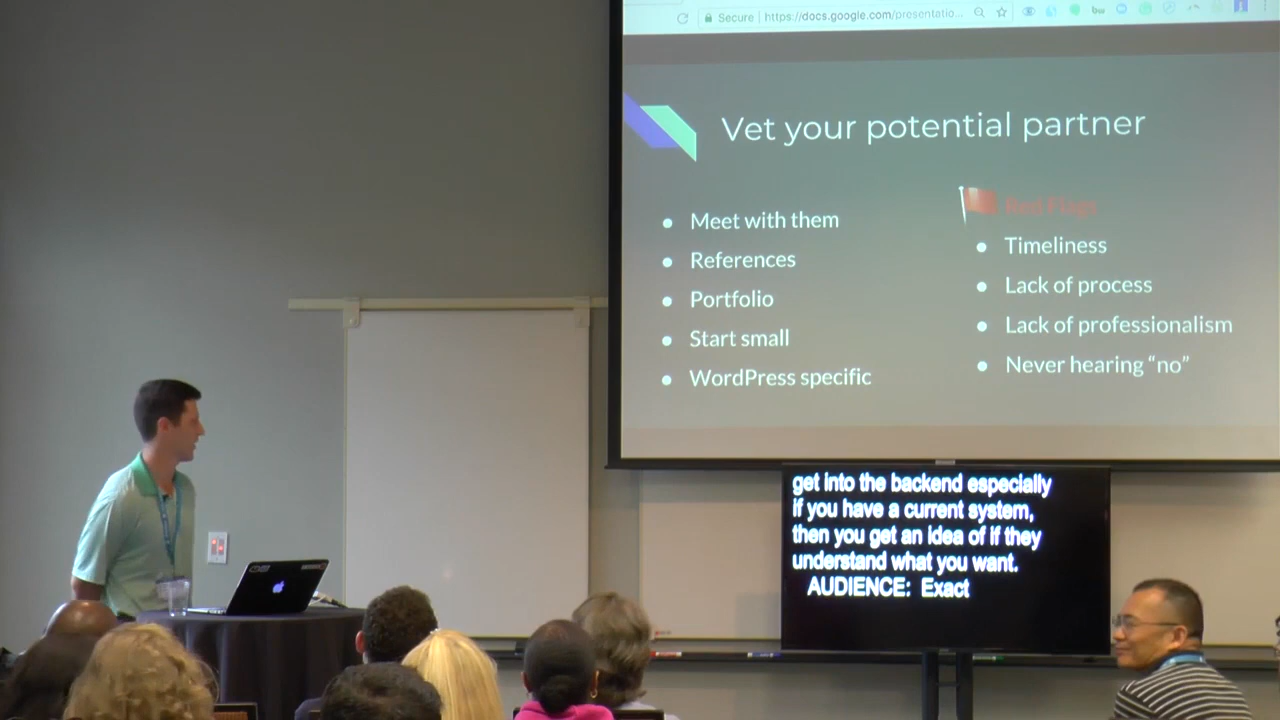 Secure | https://docs.google.com/presentatio...
Vet your potential partner
• Meet with them
• References
• Portfolio
• Start small
• WordPress specific
Red Flags
• Timeliness
• Lack of process
• Lack of professionalism
• Never hearing “no”
get into the backend especially
if you have a current system,
then you get an idea of if they
understand what you want.
AUDIENCE: Exact